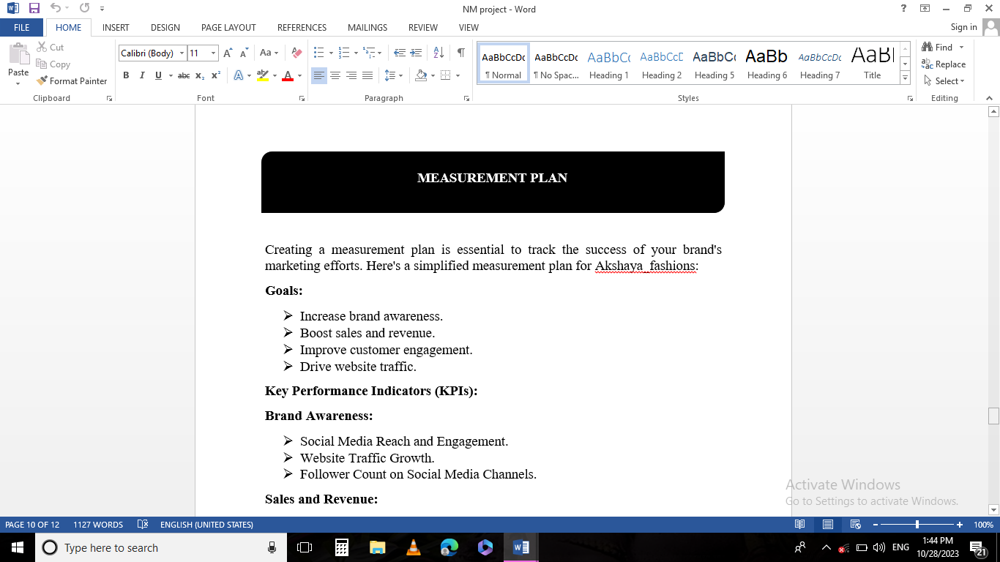 NM project - Word
FILE HOME INSERT DESIGN PAGE LAYOUT REFERENCES MAILINGS REVIEW VIEW Sign in
Cut
Copy
Format Painter
Paste
Clipboard
Calibri (Body) 11
Font
Paragraph
AaBbCcDc AaBbCcDc AaBbCc AaBbCcE AaBbCc AaBb AaBbCcDc AaBl
¶ Normal ¶ No Spac... Heading 1 Heading 2 Heading 5 Heading 6 Heading 7 Title
Styles
Find
Replace
Select
Editing
MEASUREMENT PLAN
Creating a measurement plan is essential to track the success of your brand's
marketing efforts. Here's a simplified measurement plan for Akshaya_fashions:
Goals:
➢ Increase brand awareness.
➢ Boost sales and revenue.
➢ Improve customer engagement.
➢ Drive website traffic.
Key Performance Indicators (KPIs):
Brand Awareness:
➢ Social Media Reach and Engagement.
➢ Website Traffic Growth.
➢ Follower Count on Social Media Channels.
Sales and Revenue:
Activate Windows
Go to Settings to activate Windows.
PAGE 10 OF 12 1127 WORDS ENGLISH (UNITED STATES) 100%
Type here to search
ENG
1:44 PM
10/28/2023
21